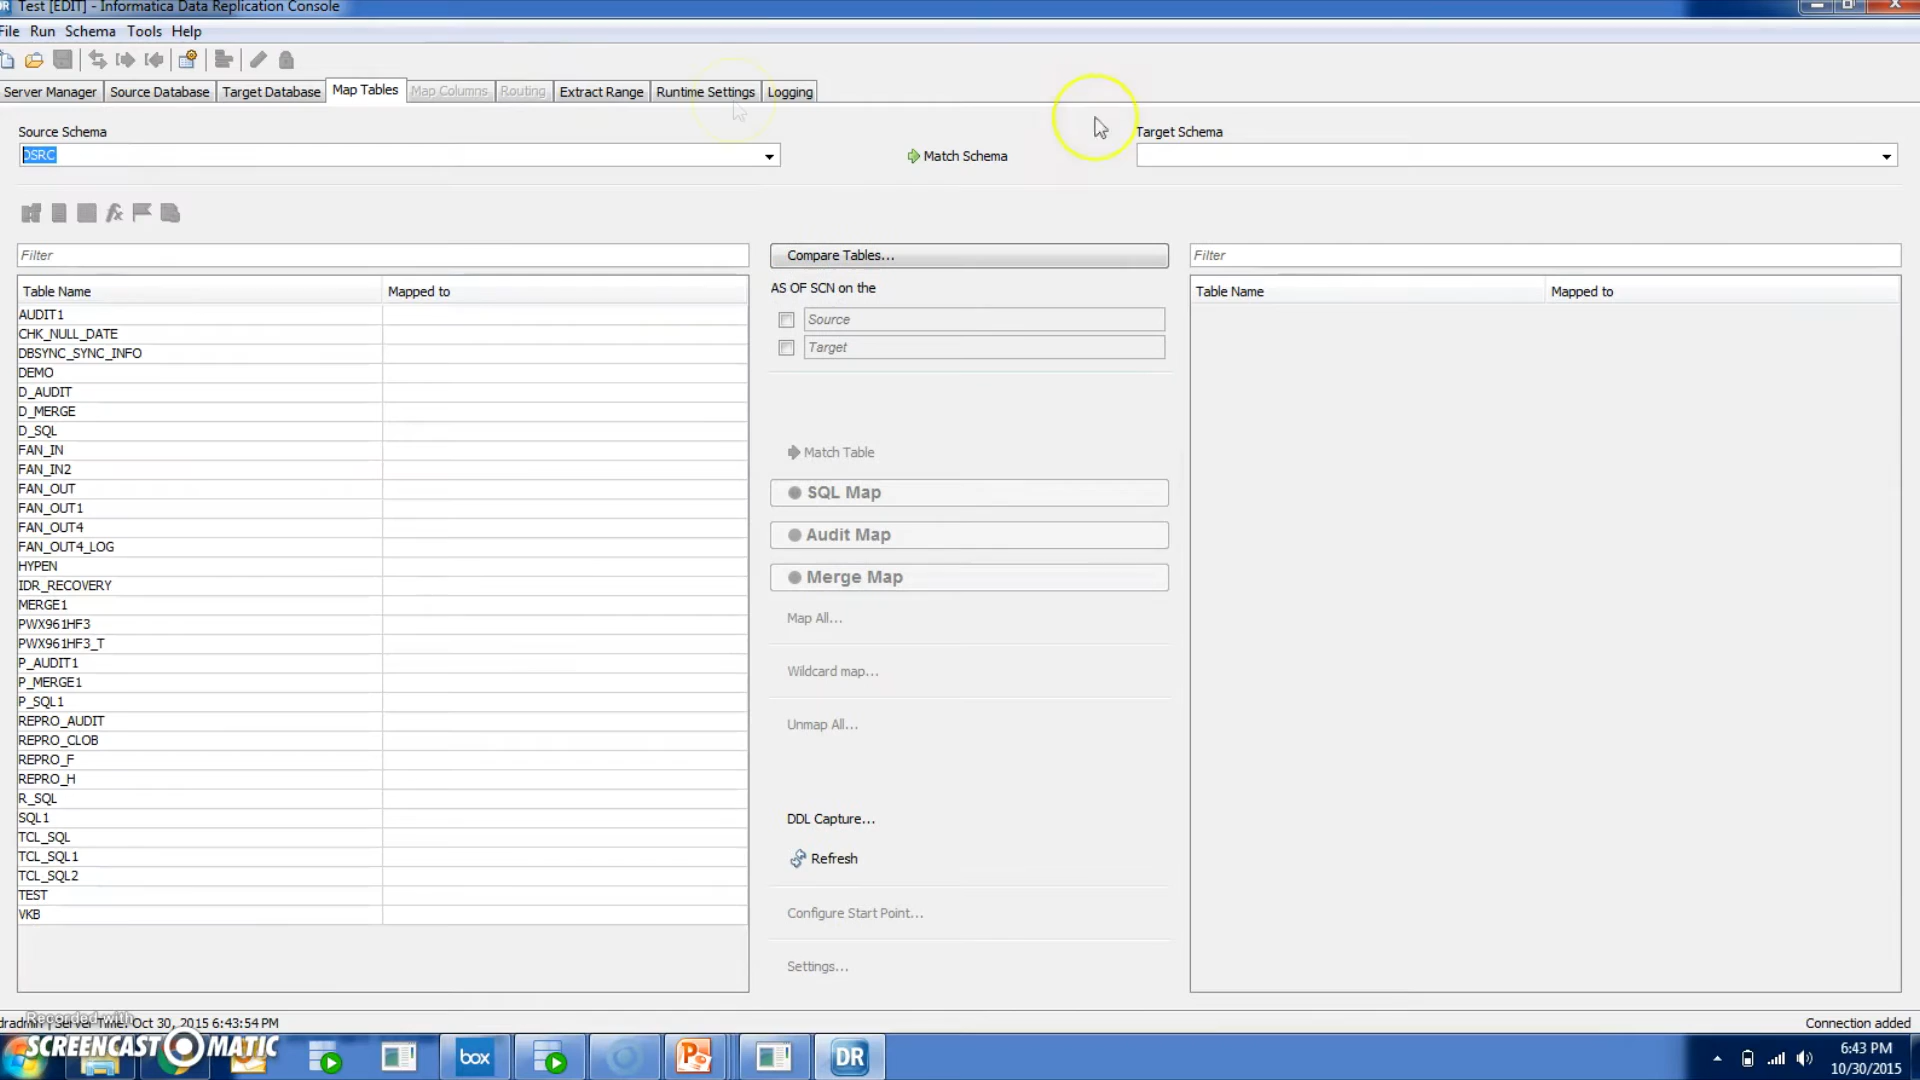 DR Test [EDIT] - Informatica Data Replication Console
File Run Schema Tools Help
Server Manager Source Database Target Database Map Tables Map Columns Routing Extract Range Runtime Settings Logging
Source Schema
DSRC
Match Schema
Target Schema
Filter
Table Name Mapped to
AUDIT1
CHK_NULL_DATE
DBSYNC_SYNC_INFO
DEMO
D_AUDIT
D_MERGE
D_SQL
FAN_IN
FAN_IN2
FAN_OUT
FAN_OUT1
FAN_OUT4
FAN_OUT4_LOG
HYPEN
IDR_RECOVERY
MERGE1
PWX961HF3
PWX961HF3_T
P_AUDIT1
P_MERGE1
P_SQL1
REPRO_AUDIT
REPRO_CLOB
REPRO_F
REPRO_H
R_SQL
SQL1
TCL_SQL
TCL_SQL1
TCL_SQL2
TEST
VKB
Compare Tables...
AS OF SCN on the
Source
Target
Match Table
SQL Map
Audit Map
Merge Map
Map All...
Wildcard map...
Unmap All...
DDL Capture...
Refresh
Configure Start Point...
Settings...
Filter
Table Name Mapped to
dradmin | Server Time: Oct 30, 2015 6:43:54 PM
Connection added
Recorded with
SCREENCAST MATIC
box
P
DR
6:43 PM
10/30/2015